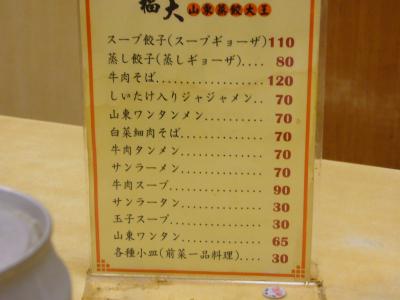 福大 山東蒸餃大王
スープ餃子(スープギョーザ) 110
蒸し餃子(蒸しギョーザ).... 80
牛肉そば................ 120
しいたけ入りジャジャメン.. 70
山東ワンタンメン.......... 70
白菜細肉そば............ 70
牛肉タンメン............ 70
サンラーメン............ 70
牛肉スープ.............. 90
サンラータン............ 30
玉子スープ.............. 30
山東ワンタン............ 65
各種小皿(前菜一品料理).... 30